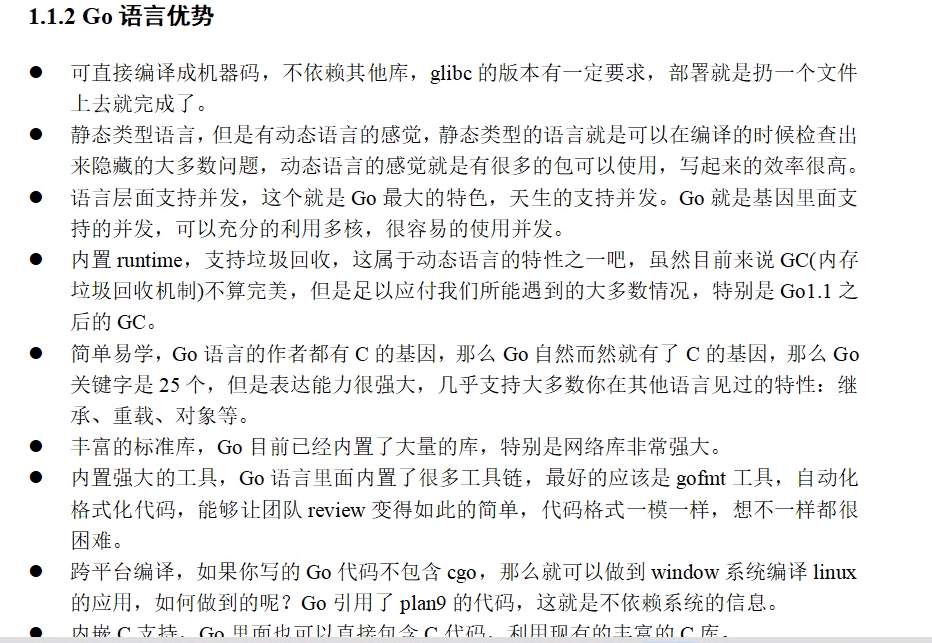 1.1.2 Go 语言优势
● 可直接编译成机器码，不依赖其他库，glibc 的版本有一定要求，部署就是扔一个文件
上去就完成了。
● 静态类型语言，但是有动态语言的感觉，静态类型的语言就是可以在编译的时候检查出
来隐藏的大多数问题，动态语言的感觉就是有很多的包可以使用，写起来的效率很高。
● 语言层面支持并发，这个就是 Go 最大的特色，天生的支持并发。Go 就是基因里面支
持的并发，可以充分的利用多核，很容易的使用并发。
● 内置 runtime，支持垃圾回收，这属于动态语言的特性之一吧，虽然目前来说 GC(内存
垃圾回收机制)不算完美，但是足以应付我们所能遇到的大多数情况，特别是 Go1.1 之
后的 GC。
● 简单易学，Go 语言的作者都有 C 的基因，那么 Go 自然而然就有了 C 的基因，那么 Go
关键字是 25 个，但是表达能力很强大，几乎支持大多数你在其他语言见过的特性：继
承、重载、对象等。
● 丰富的标准库，Go 目前已经内置了大量的库，特别是网络库非常强大。
● 内置强大的工具，Go 语言里面内置了很多工具链，最好的应该是 gofmt 工具，自动化
格式化代码，能够让团队 review 变得如此的简单，代码格式一模一样，想不一样都很
困难。
● 跨平台编译，如果你写的 Go 代码不包含 cgo，那么就可以做到 window 系统编译 linux
的应用，如何做到的呢？Go 引用了 plan9 的代码，这就是不依赖系统的信息。
● 内嵌 C 支持，Go 里面也可以直接包含 C 代码，利用现有的丰富的 C 库。